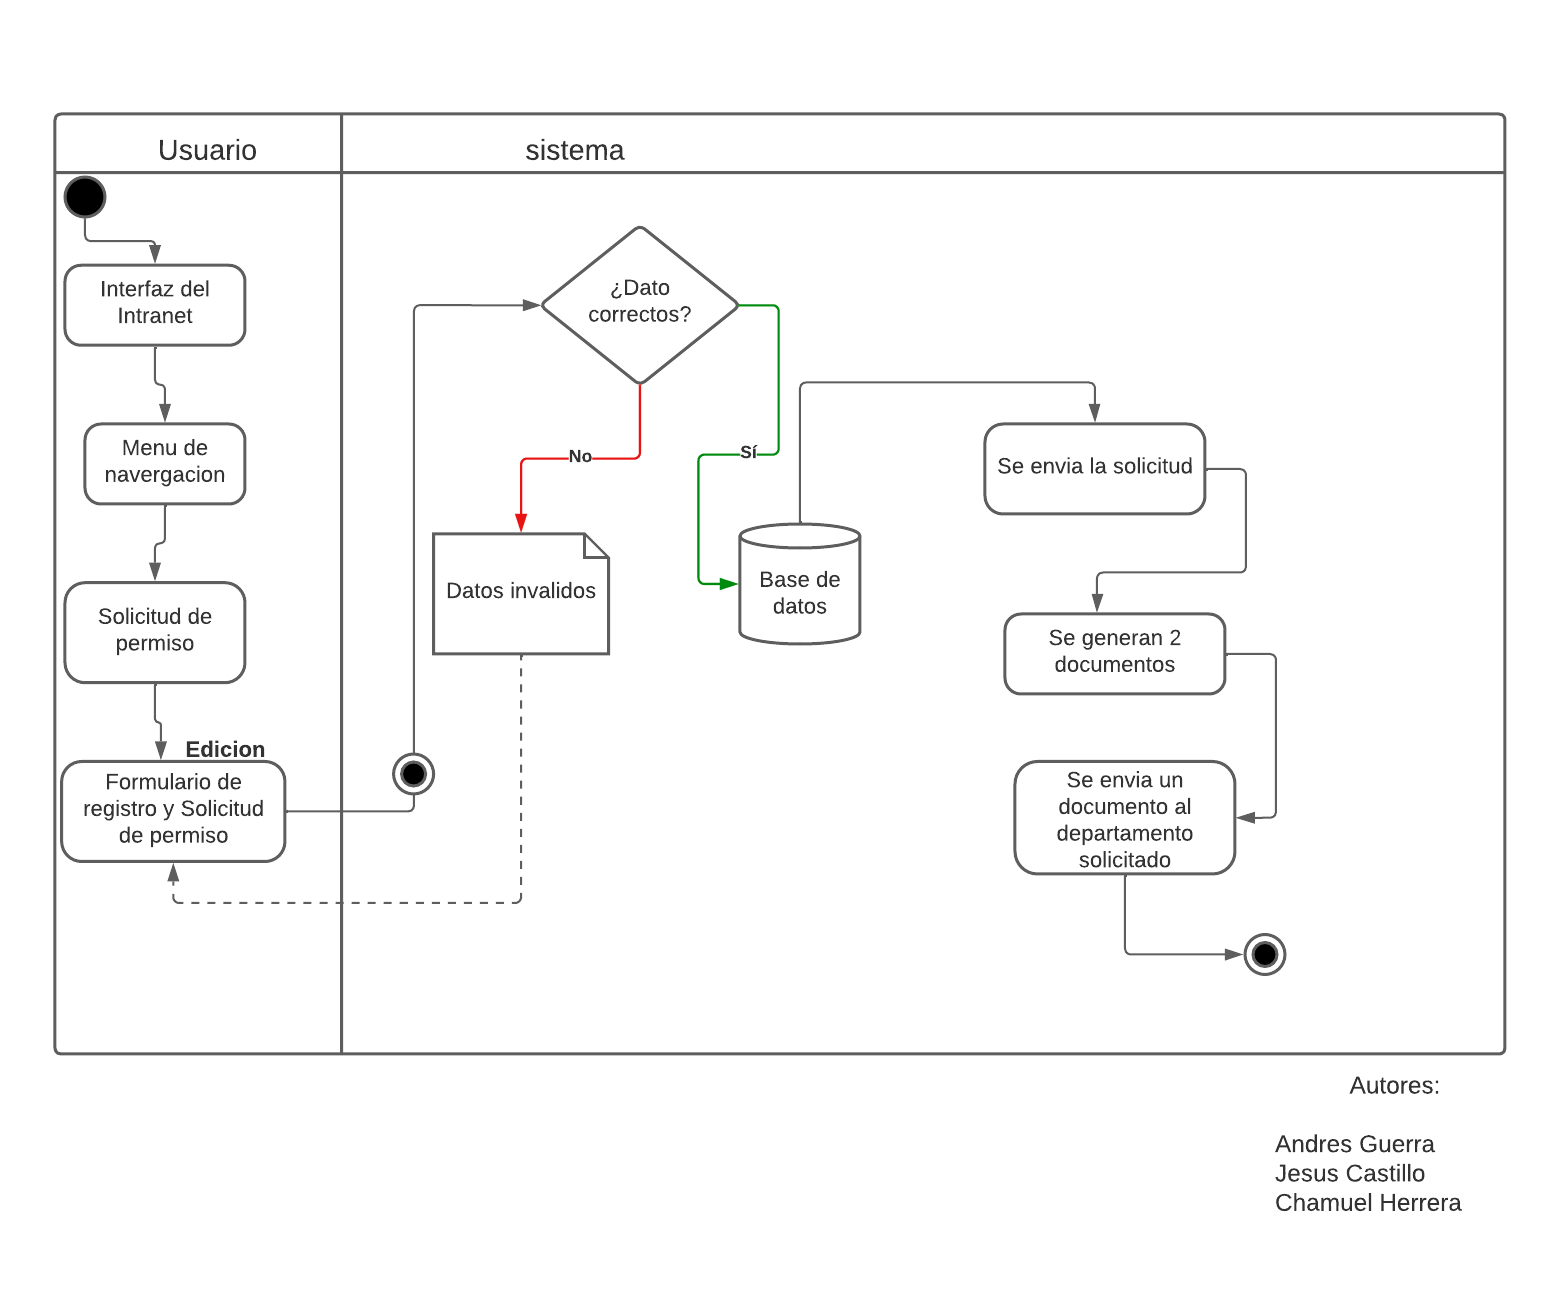 Usuario
sistema
Interfaz del
Intranet
Menu de
navergacion
Solicitud de
permiso
Edicion
Formulario de
registro y Solicitud
de permiso
¿Dato
correctos?
No
Sí
Datos invalidos
Base de
datos
Se envia la solicitud
Se generan 2
documentos
Se envia un
documento al
departamento
solicitado
Autores:
Andres Guerra
Jesus Castillo
Chamuel Herrera